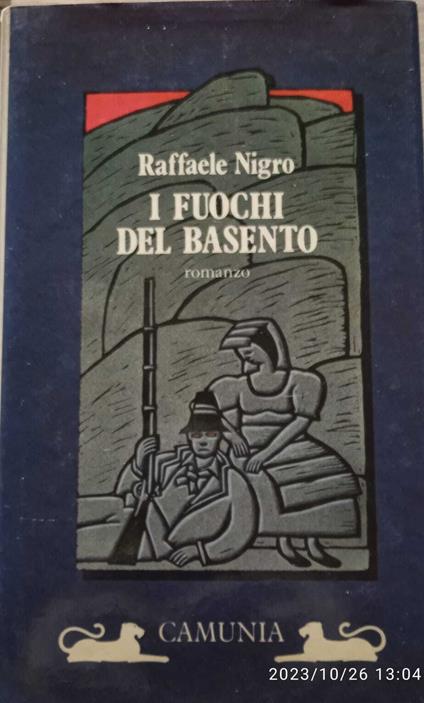 Raffaele Nigro
I FUOCHI
DEL BASENTO
romanzo
CAMUNIA
2023/10/26 13:04